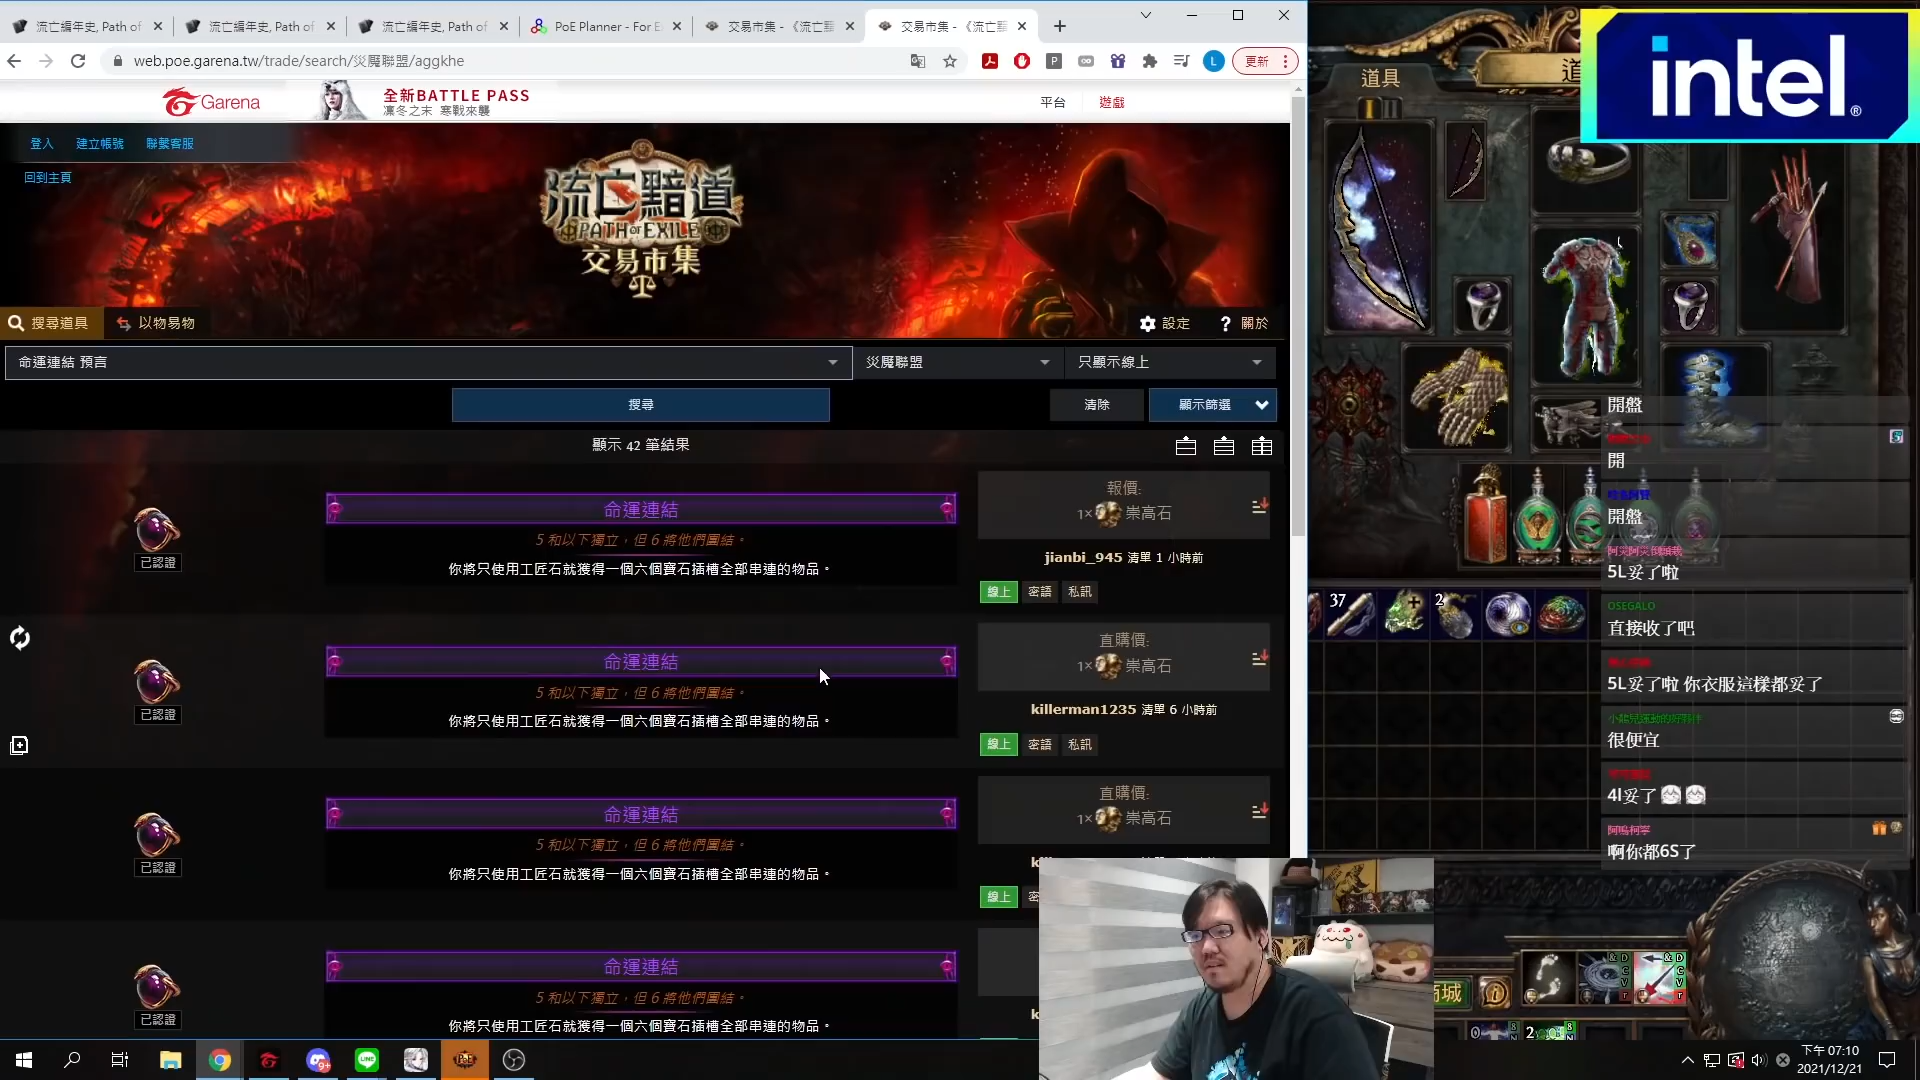 流亡編年史, Path of
流亡編年史, Path of
流亡編年史, Path of
PoE Planner - For E
交易市集 - 《流亡黯
交易市集 - 《流亡黯
web.poe.garena.tw/trade/search/災魘聯盟/aggkhe
更新
Garena
全新BATTLE PASS
凜冬之末 寒戰來襲
平台
遊戲
登入
建立帳號
聯繫客服
回到主頁
流亡黯道
PATH OF EXILE
交易市集
搜尋道具
以物易物
設定
關於
命運連結 預言
災魘聯盟
只顯示線上
搜尋
清除
顯示篩選
顯示 42 筆結果
命運連結
5 和以下獨立，但 6 將他們團結。
你將只使用工匠石就獲得一個六個寶石插槽全部串連的物品。
已認證
報價:
1× 崇高石
jianbi_945 清單 1 小時前
線上
密語
私訊
命運連結
5 和以下獨立，但 6 將他們團結。
你將只使用工匠石就獲得一個六個寶石插槽全部串連的物品。
已認證
直購價:
1× 崇高石
killerman1235 清單 6 小時前
線上
密語
私訊
命運連結
5 和以下獨立，但 6 將他們團結。
你將只使用工匠石就獲得一個六個寶石插槽全部串連的物品。
已認證
直購價:
1× 崇高石
線上
命運連結
5 和以下獨立，但 6 將他們團結。
你將只使用工匠石就獲得一個六個寶石插槽全部串連的物品。
已認證
道具
intel
37
2
開盤
開
開盤
5L妥了啦
OSEGALO
直接收了吧
5L妥了啦 你衣服這樣都妥了
很便宜
4l妥了
啊你都6S了
商城
0
2
下午 07:10
2021/12/21